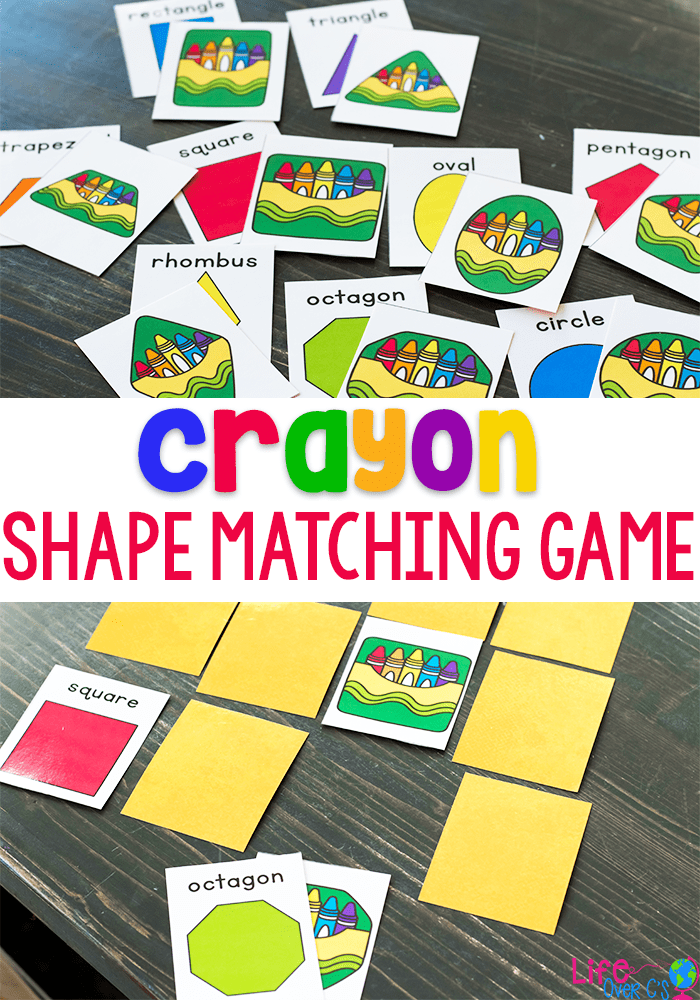 rectangle
triangle
trapez
square
oval
pentagon
rhombus
octagon
circle
crayon
SHAPE MATCHING GAME
square
octagon
Life
Over C's